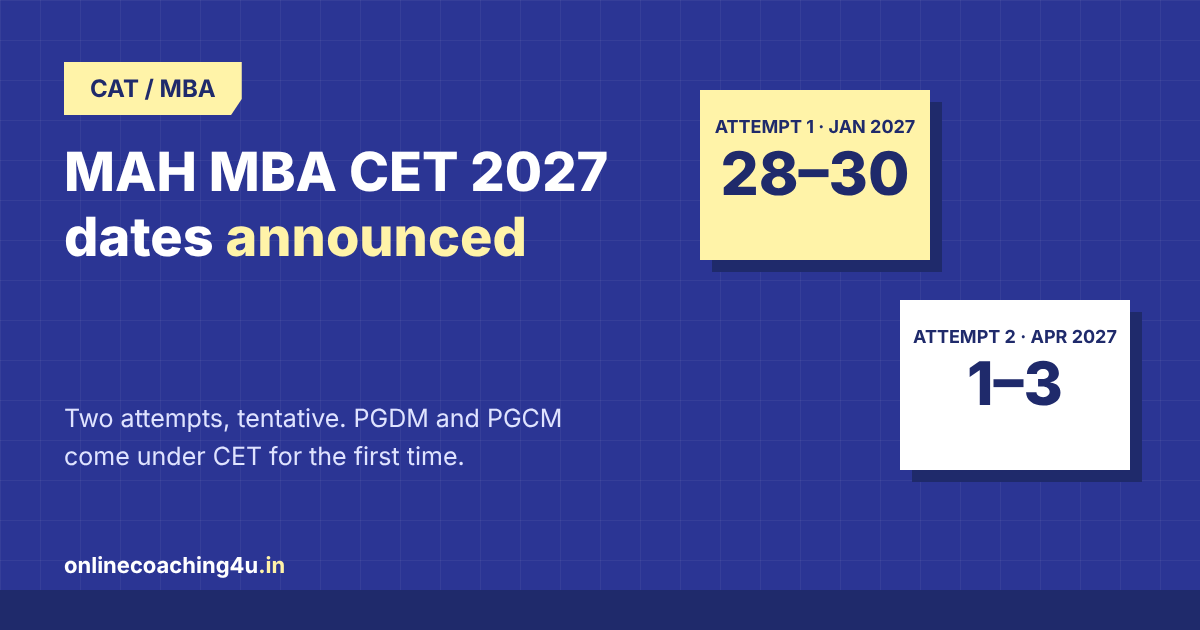 CAT / MBA
MAH MBA CET 2027
dates announced
Two attempts, tentative. PGDM and PGCM
come under CET for the first time.
onlinecoaching4u.in
ATTEMPT 1 · JAN 2027
28–30
ATTEMPT 2 · APR 2027
1–3